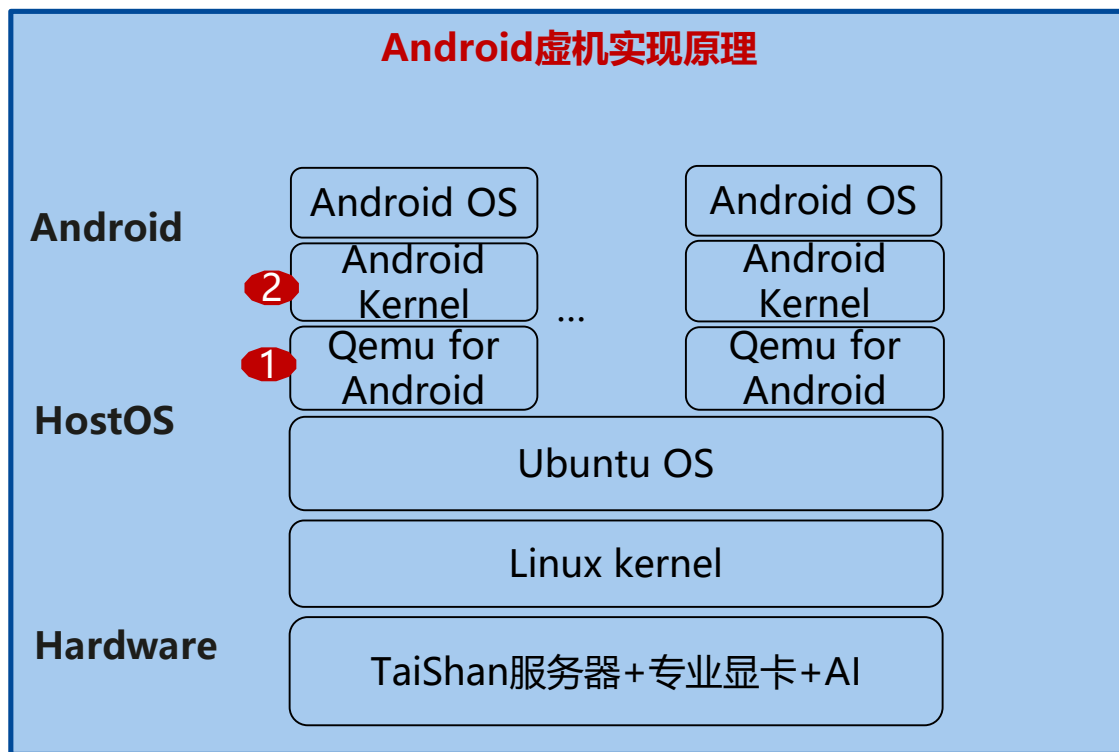 Android虚机实现原理
Android
Android OS
Android OS
2
Android
Kernel
...
Android
Kernel
1
Qemu for
Android
Qemu for
Android
HostOS
Ubuntu OS
Linux kernel
Hardware
TaiShan服务器+专业显卡+AI